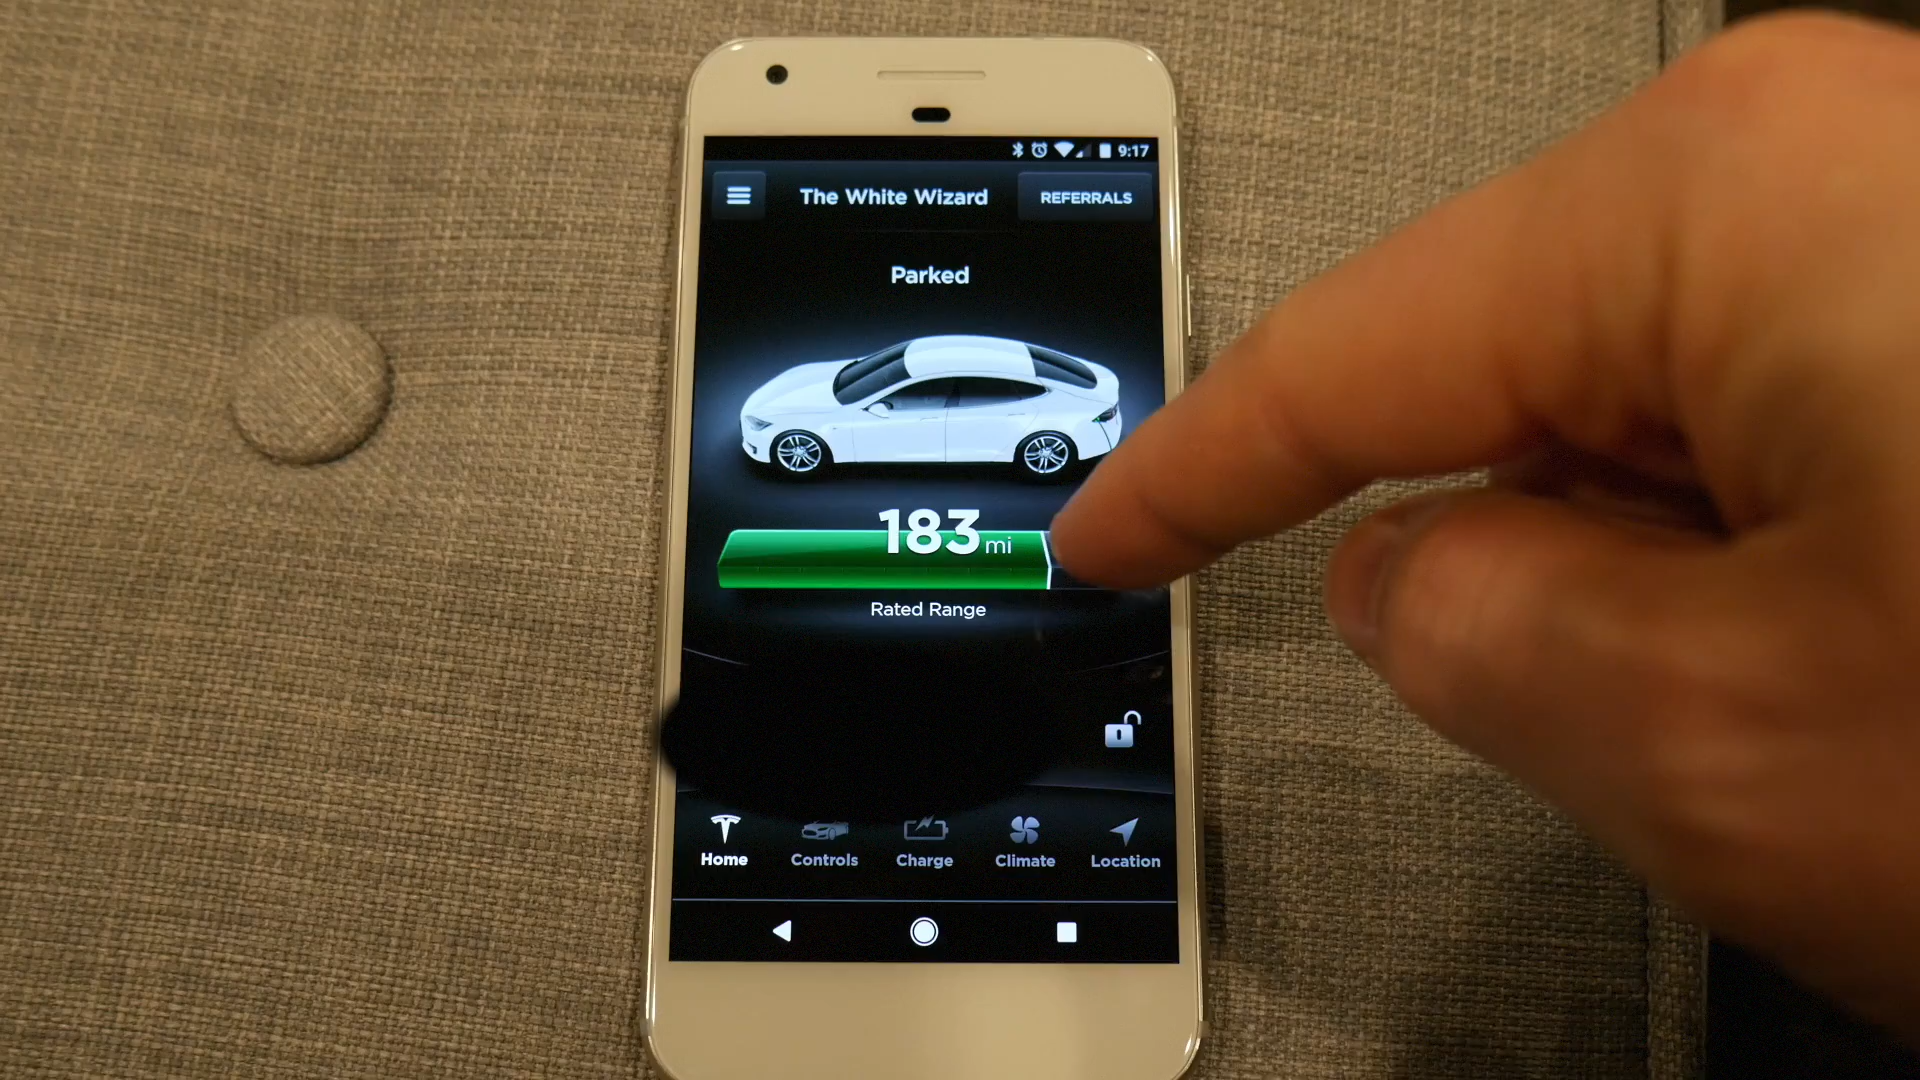 9:17
The White Wizard
REFERRALS
Parked
183 mi
Rated Range
Home
Controls
Charge
Climate
Location